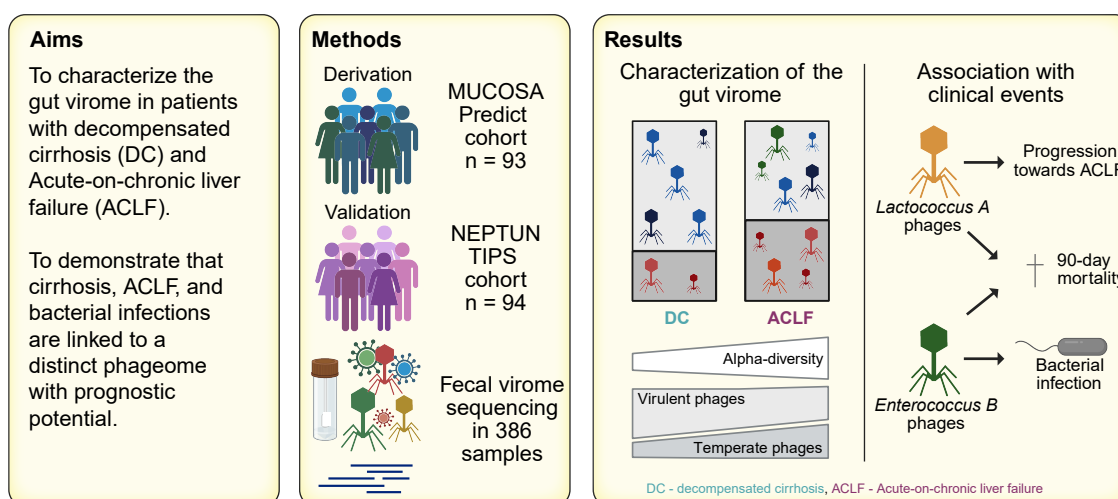 Aims
To characterize the
gut virome in patients
with decompensated
cirrhosis (DC) and
Acute-on-chronic liver
failure (ACLF).
To demonstrate that
cirrhosis, ACLF, and
bacterial infections
are linked to a
distinct phageome
with prognostic
potential.
Methods
Derivation
MUCOSA
Predict
cohort
n = 93
Validation
NEPTUN
TIPS
cohort
n = 94
Fecal virome
sequencing
in 386
samples
Results
Characterization of the
gut virome
DC
ACLF
Alpha-diversity
Virulent phages
Temperate phages
Association with
clinical events
Lactococcus A
phages
Progression
towards ACLF
90-day
mortality
Enterococcus B
phages
Bacterial
infection
DC - decompensated cirrhosis, ACLF - Acute-on-chronic liver failure